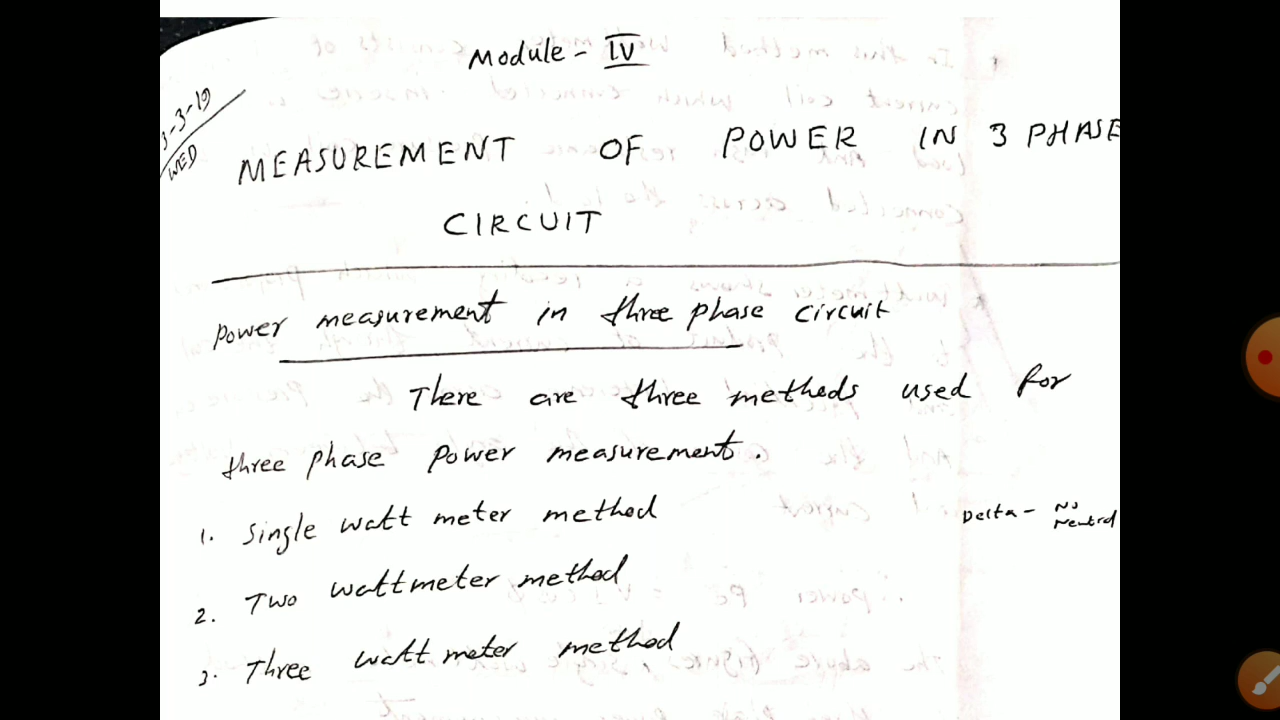 Module - IV
3-19
WED
MEASUREMENT OF POWER IN 3 PHASE
CIRCUIT
Power measurement in three phase circuit
There are three methods used for
three phase power measurement.
1. Single watt meter method
Delta - No
Neutral
2. Two wattmeter method
3. Three watt meter method